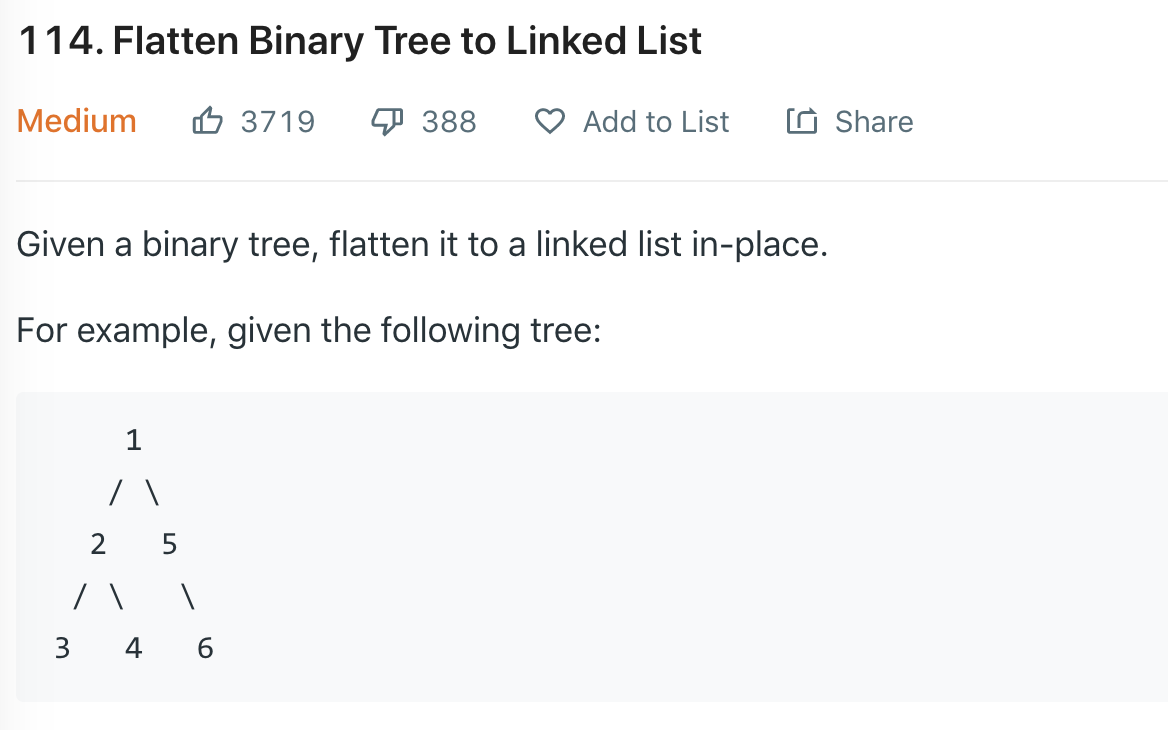 114. Flatten Binary Tree to Linked List
Medium 3719 388 Add to List Share
Given a binary tree, flatten it to a linked list in-place.
For example, given the following tree:
    1
   / \
  2   5
 / \   \
3   4   6